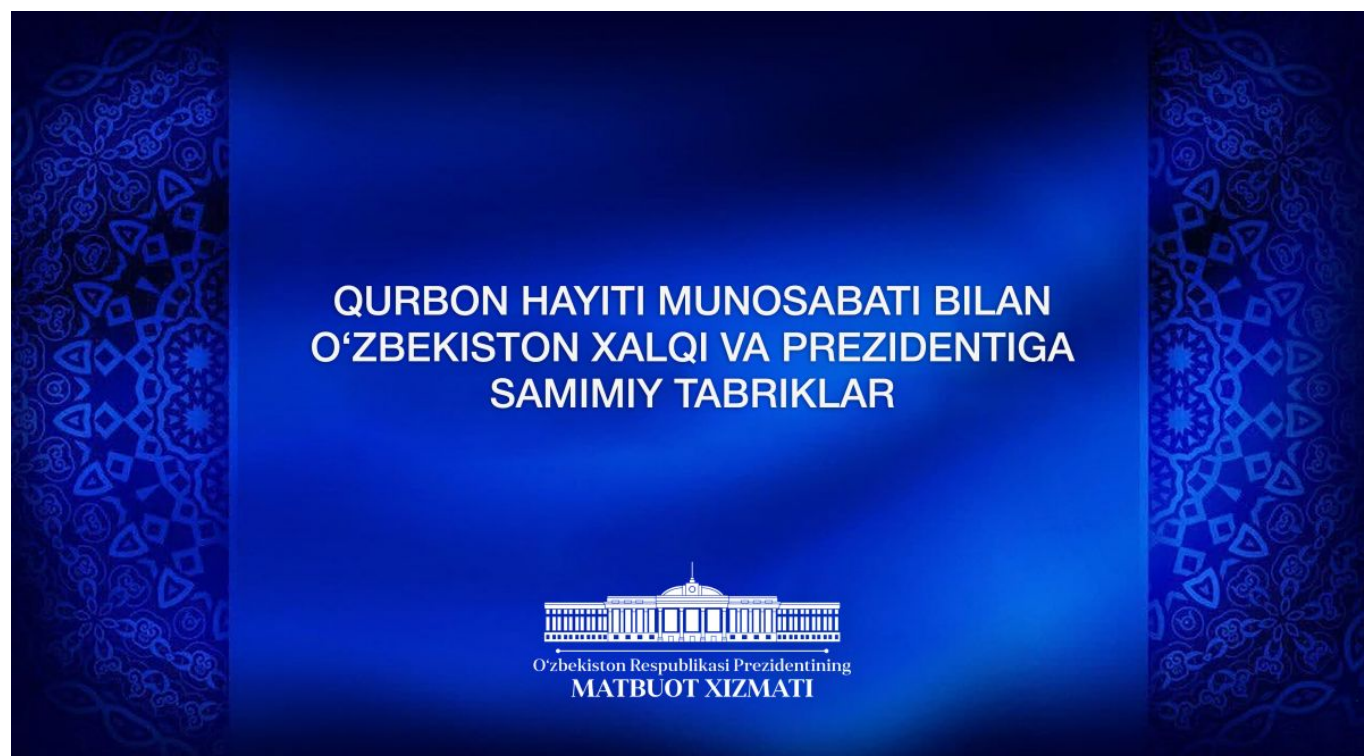 QURBON HAYITI MUNOSABATI BILAN
O‘ZBEKISTON XALQI VA PREZIDENTIGA
SAMIMIY TABRIKLAR
O‘zbekiston Respublikasi Prezidentining
MATBUOT XIZMATI